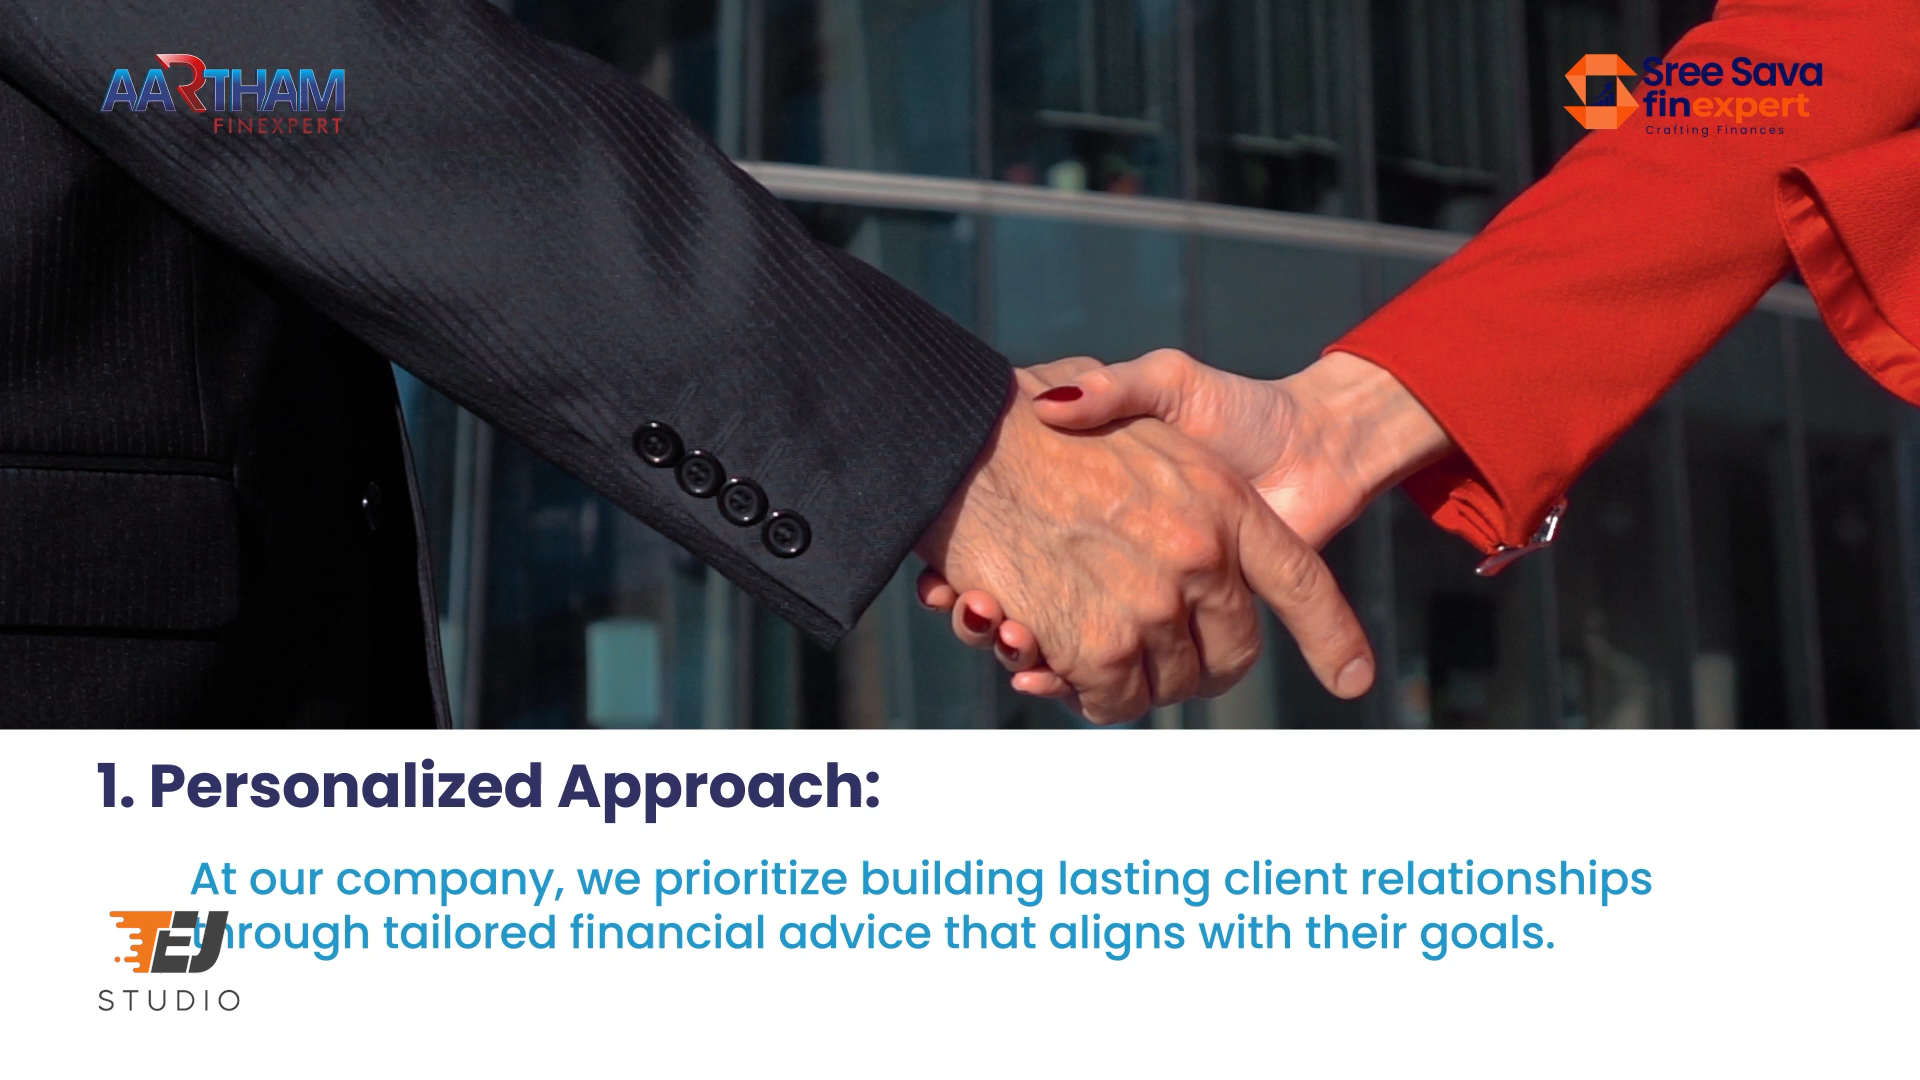 AARTHAM
FINEXPERT
Sree Sava
finexpert
Crafting Finances
1. Personalized Approach:
At our company, we prioritize building lasting client relationships
through tailored financial advice that aligns with their goals.
TEJ
STUDIO